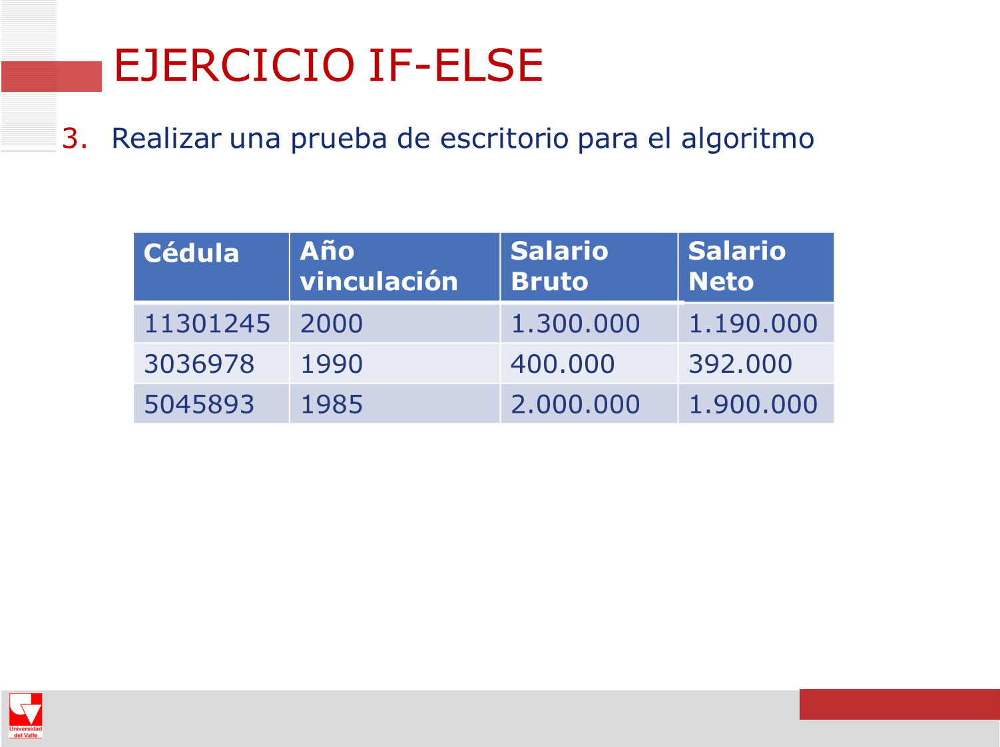 EJERCICIO IF-ELSE
3. Realizar una prueba de escritorio para el algoritmo
Cédula Año vinculación Salario Bruto Salario Neto
11301245 2000 1.300.000 1.190.000
3036978 1990 400.000 392.000
5045893 1985 2.000.000 1.900.000
Universidad
del Valle